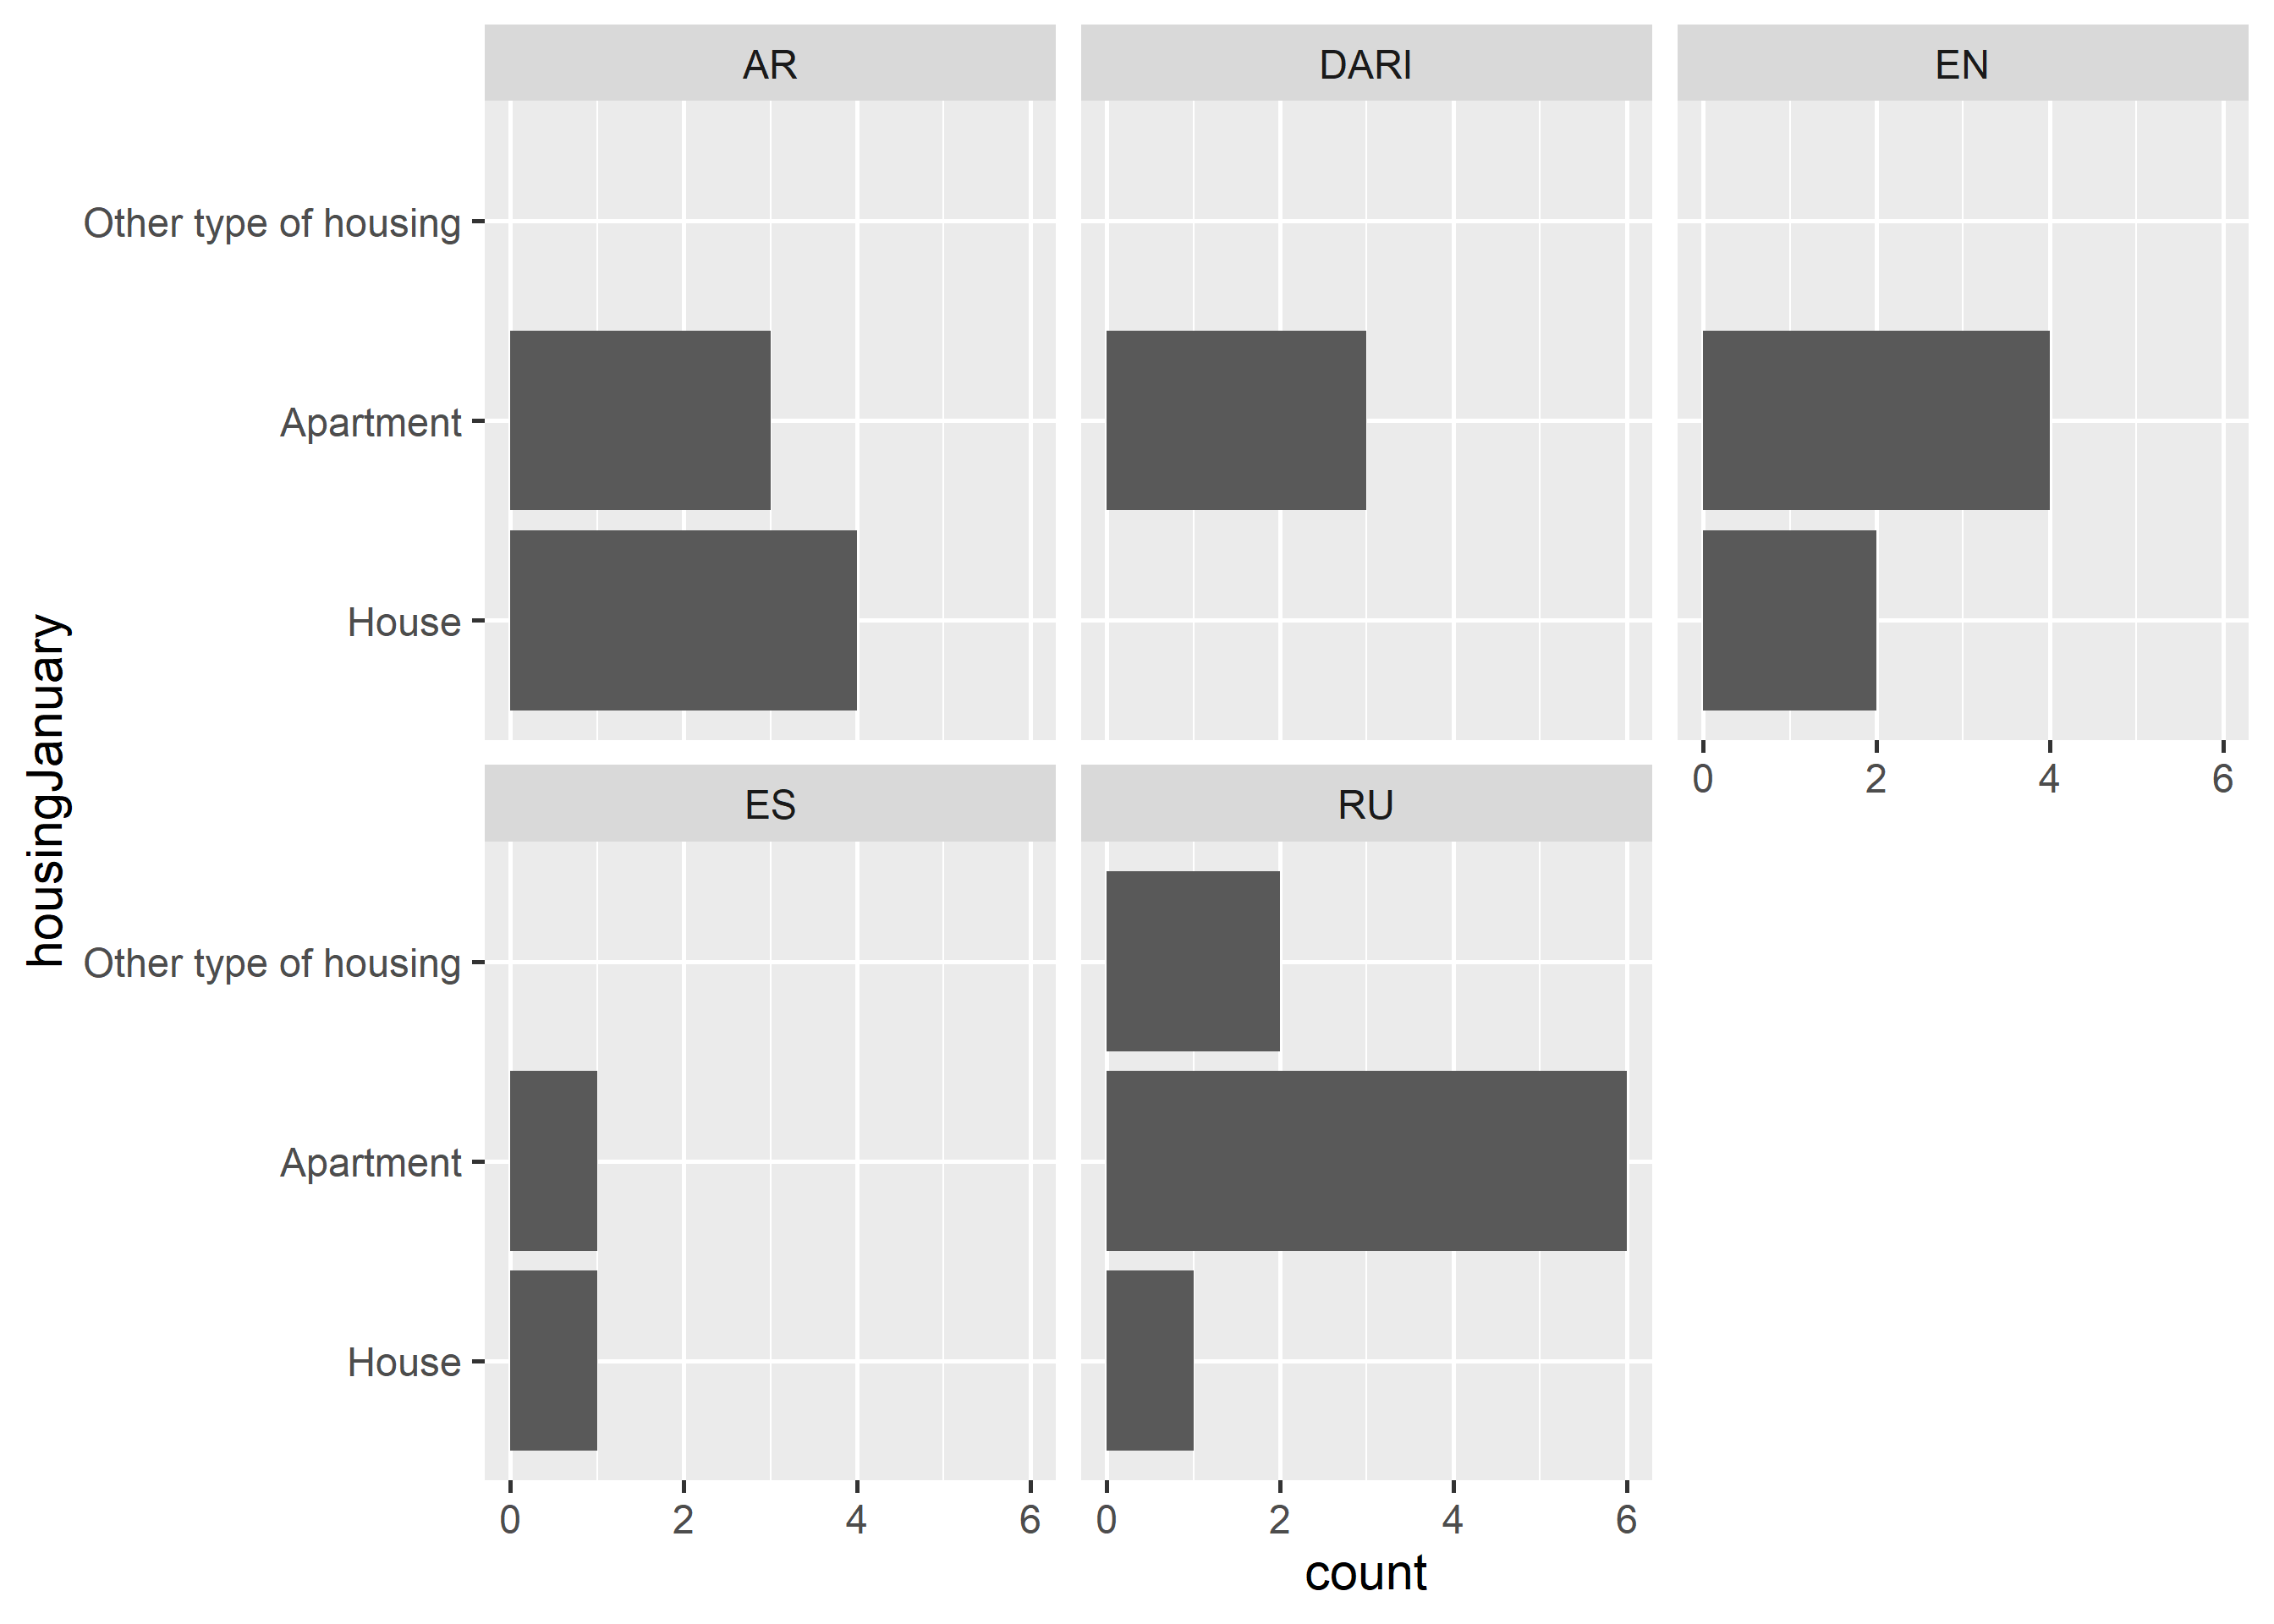 AR
DARI
EN
Other type of housing
Apartment
House
0 2 4 6
housingJanuary
ES
RU
Other type of housing
Apartment
House
0 2 4 6
0 2 4 6
count